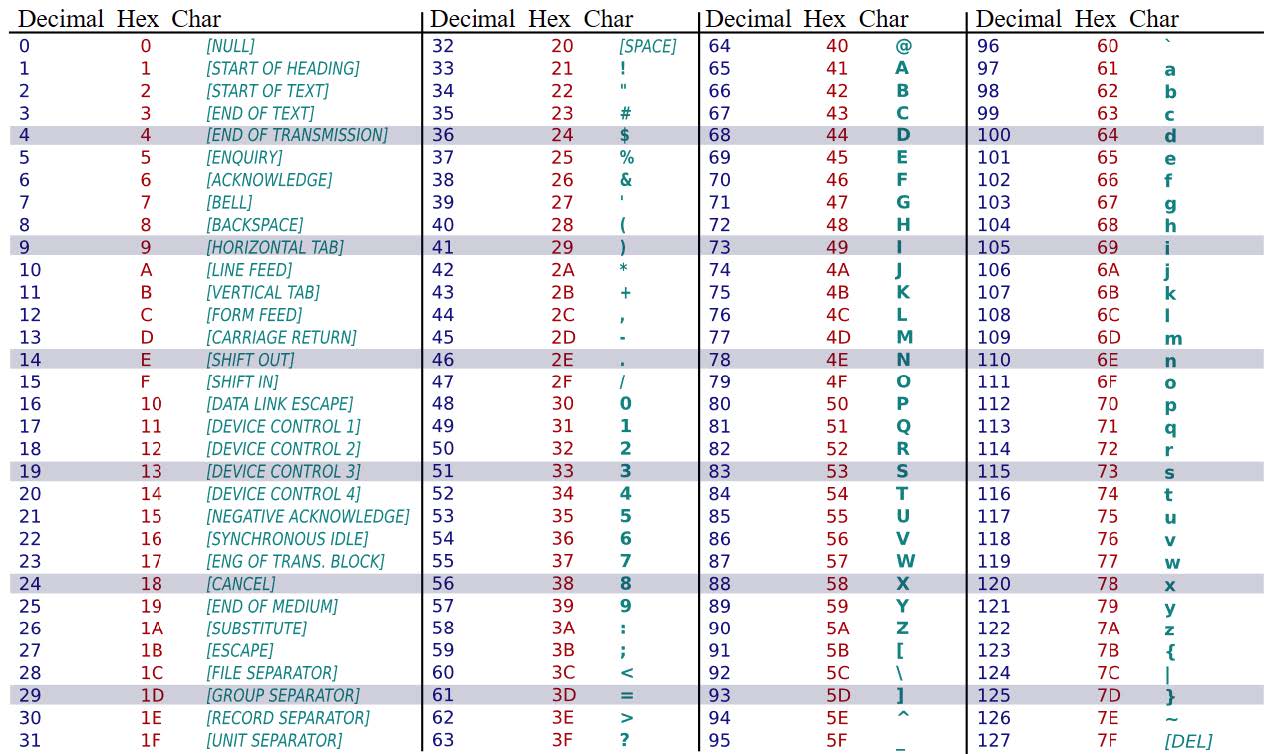 Decimal Hex Char Decimal Hex Char Decimal Hex Char Decimal Hex Char
0 0 [NULL] 32 20 [SPACE] 64 40 @ 96 60 `
1 1 [START OF HEADING] 33 21 ! 65 41 A 97 61 a
2 2 [START OF TEXT] 34 22 " 66 42 B 98 62 b
3 3 [END OF TEXT] 35 23 # 67 43 C 99 63 c
4 4 [END OF TRANSMISSION] 36 24 $ 68 44 D 100 64 d
5 5 [ENQUIRY] 37 25 % 69 45 E 101 65 e
6 6 [ACKNOWLEDGE] 38 26 & 70 46 F 102 66 f
7 7 [BELL] 39 27 ' 71 47 G 103 67 g
8 8 [BACKSPACE] 40 28 ( 72 48 H 104 68 h
9 9 [HORIZONTAL TAB] 41 29 ) 73 49 I 105 69 i
10 A [LINE FEED] 42 2A * 74 4A J 106 6A j
11 B [VERTICAL TAB] 43 2B + 75 4B K 107 6B k
12 C [FORM FEED] 44 2C , 76 4C L 108 6C l
13 D [CARRIAGE RETURN] 45 2D - 77 4D M 109 6D m
14 E [SHIFT OUT] 46 2E . 78 4E N 110 6E n
15 F [SHIFT IN] 47 2F / 79 4F O 111 6F o
16 10 [DATA LINK ESCAPE] 48 30 0 80 50 P 112 70 p
17 11 [DEVICE CONTROL 1] 49 31 1 81 51 Q 113 71 q
18 12 [DEVICE CONTROL 2] 50 32 2 82 52 R 114 72 r
19 13 [DEVICE CONTROL 3] 51 33 3 83 53 S 115 73 s
20 14 [DEVICE CONTROL 4] 52 34 4 84 54 T 116 74 t
21 15 [NEGATIVE ACKNOWLEDGE] 53 35 5 85 55 U 117 75 u
22 16 [SYNCHRONOUS IDLE] 54 36 6 86 56 V 118 76 v
23 17 [ENG OF TRANS. BLOCK] 55 37 7 87 57 W 119 77 w
24 18 [CANCEL] 56 38 8 88 58 X 120 78 x
25 19 [END OF MEDIUM] 57 39 9 89 59 Y 121 79 y
26 1A [SUBSTITUTE] 58 3A : 90 5A Z 122 7A z
27 1B [ESCAPE] 59 3B ; 91 5B [ 123 7B {
28 1C [FILE SEPARATOR] 60 3C < 92 5C \ 124 7C |
29 1D [GROUP SEPARATOR] 61 3D = 93 5D ] 125 7D }
30 1E [RECORD SEPARATOR] 62 3E > 94 5E ^ 126 7E ~
31 1F [UNIT SEPARATOR] 63 3F ? 95 5F _ 127 7F [DEL]